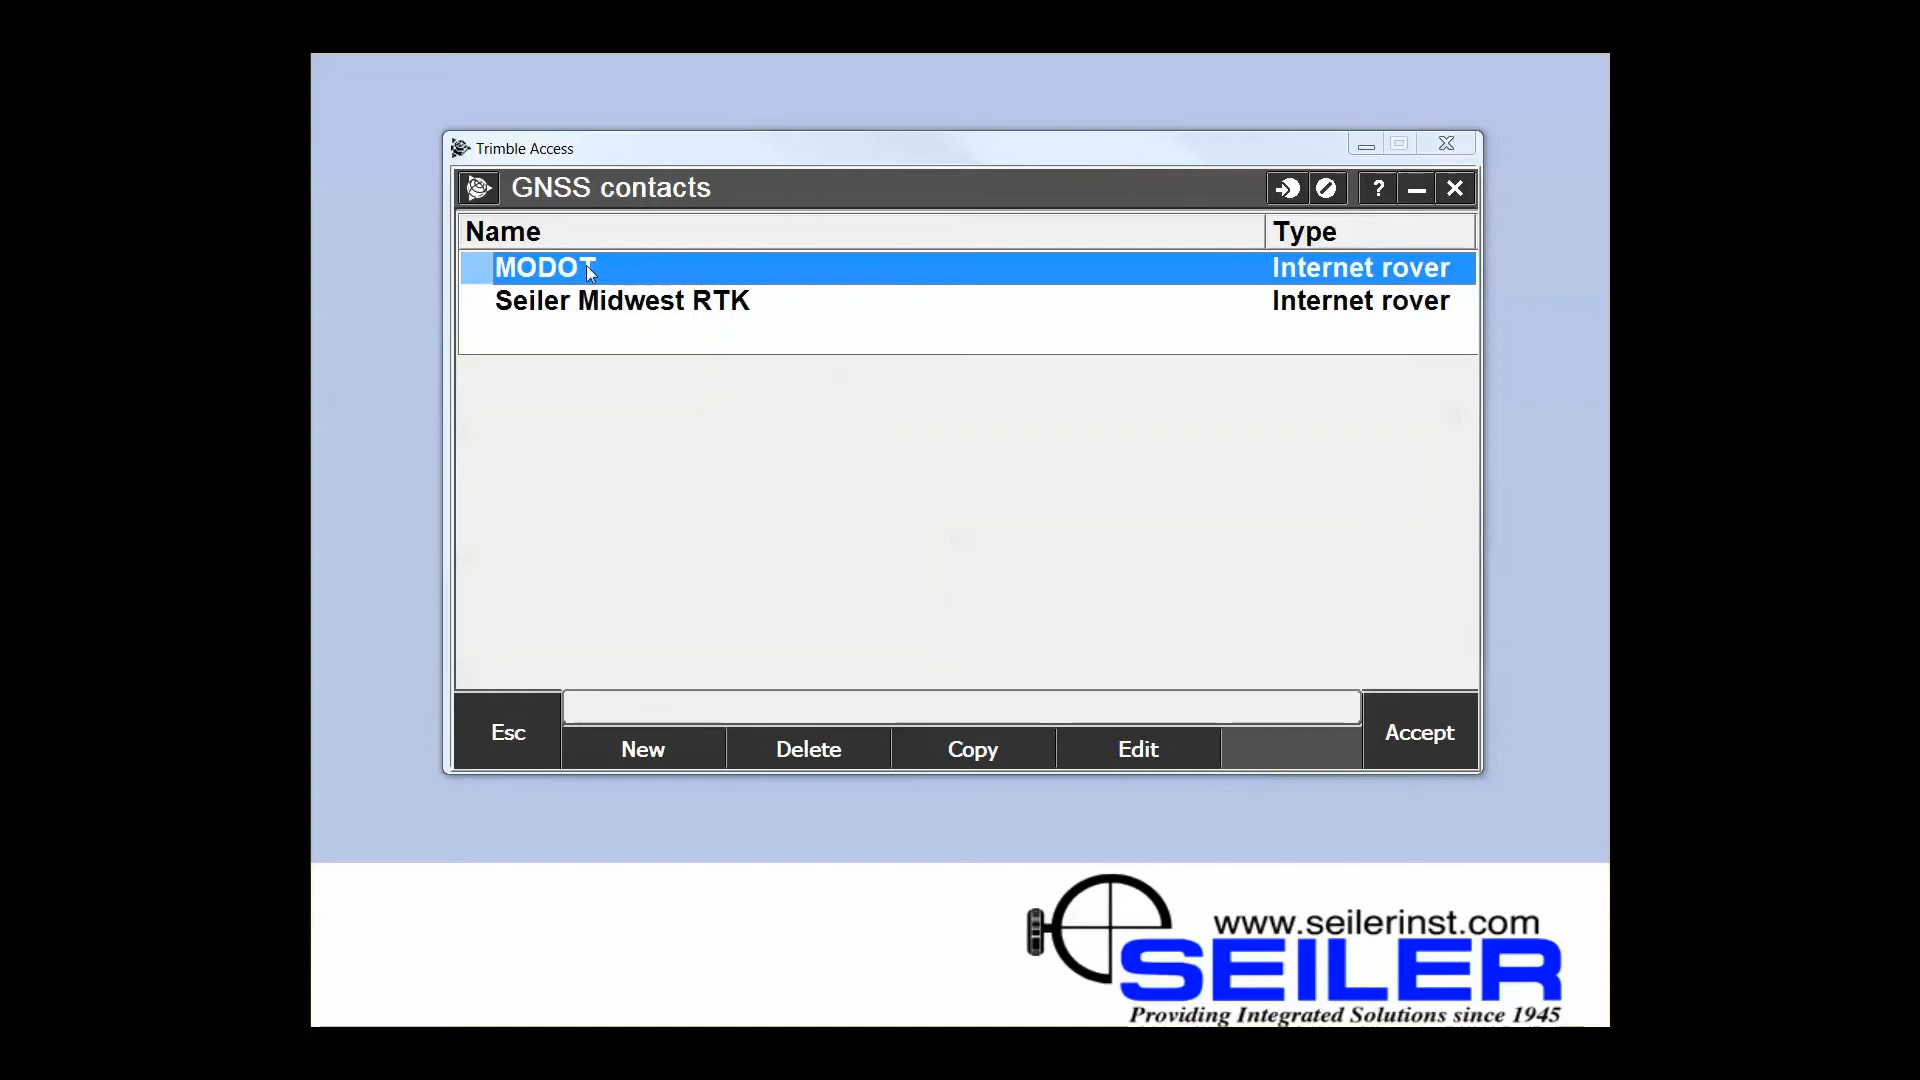 Trimble Access
GNSS contacts
?
Name Type
MODOT Internet rover
Seiler Midwest RTK Internet rover
Esc New Delete Copy Edit Accept
www.seilerinst.com
SEILER
Providing Integrated Solutions since 1945